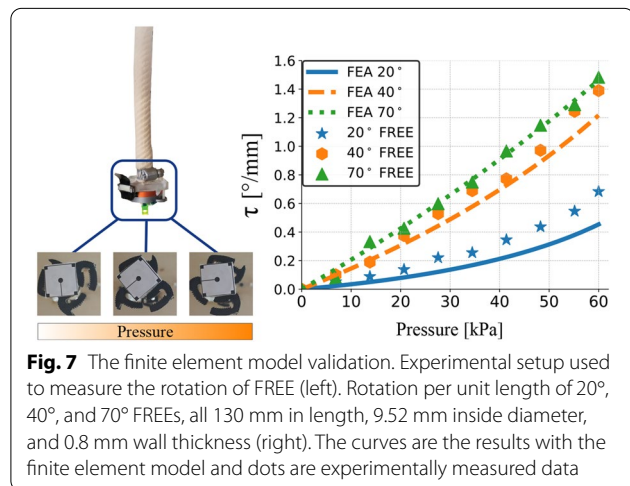 Pressure
τ [°/mm]
1.6
1.4
1.2
1.0
0.8
0.6
0.4
0.2
0.0
FEA 20°
FEA 40°
FEA 70°
20° FREE
40° FREE
70° FREE
0 10 20 30 40 50 60
Pressure [kPa]
Fig. 7 The finite element model validation. Experimental setup used
to measure the rotation of FREE (left). Rotation per unit length of 20º,
40º, and 70º FREEs, all 130 mm in length, 9.52 mm inside diameter,
and 0.8 mm wall thickness (right). The curves are the results with the
finite element model and dots are experimentally measured data